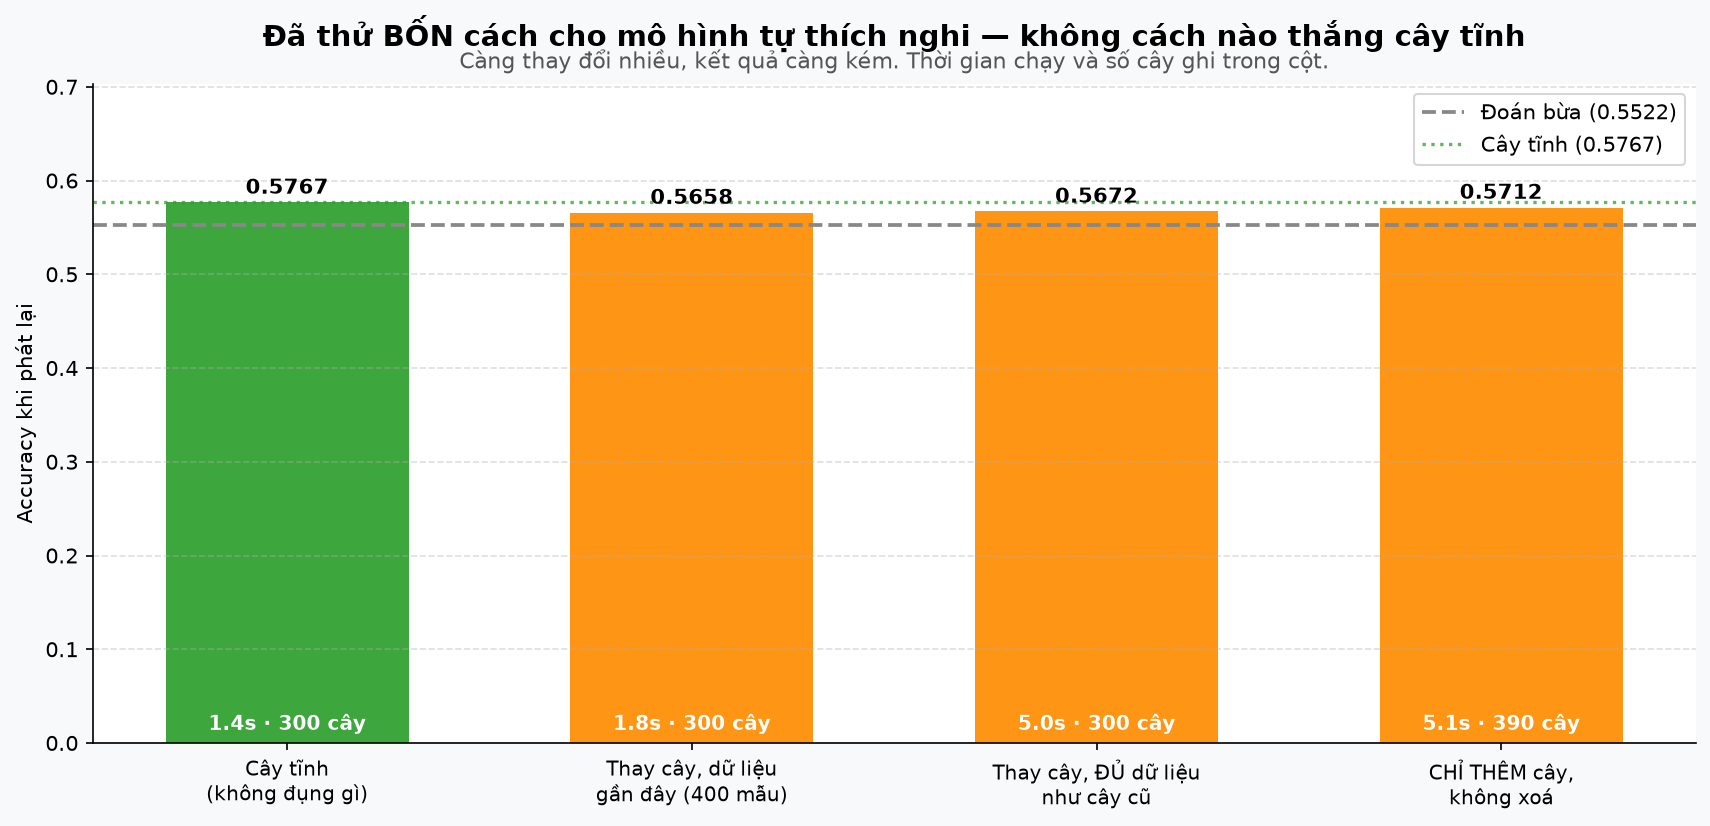 Đã thử BỐN cách cho mô hình tự thích nghi — không cách nào thắng cây tĩnh
Càng thay đổi nhiều, kết quả càng kém. Thời gian chạy và số cây ghi trong cột.
Đoán bừa (0.5522)
Cây tĩnh (0.5767)
Accuracy khi phát lại
0.7
0.6
0.5
0.4
0.3
0.2
0.1
0.0
0.5767
0.5658
0.5672
0.5712
1.4s · 300 cây
1.8s · 300 cây
5.0s · 300 cây
5.1s · 390 cây
Cây tĩnh
(không đụng gì)
Thay cây, dữ liệu
gần đây (400 mẫu)
Thay cây, ĐỦ dữ liệu
như cây cũ
CHỈ THÊM cây,
không xoá